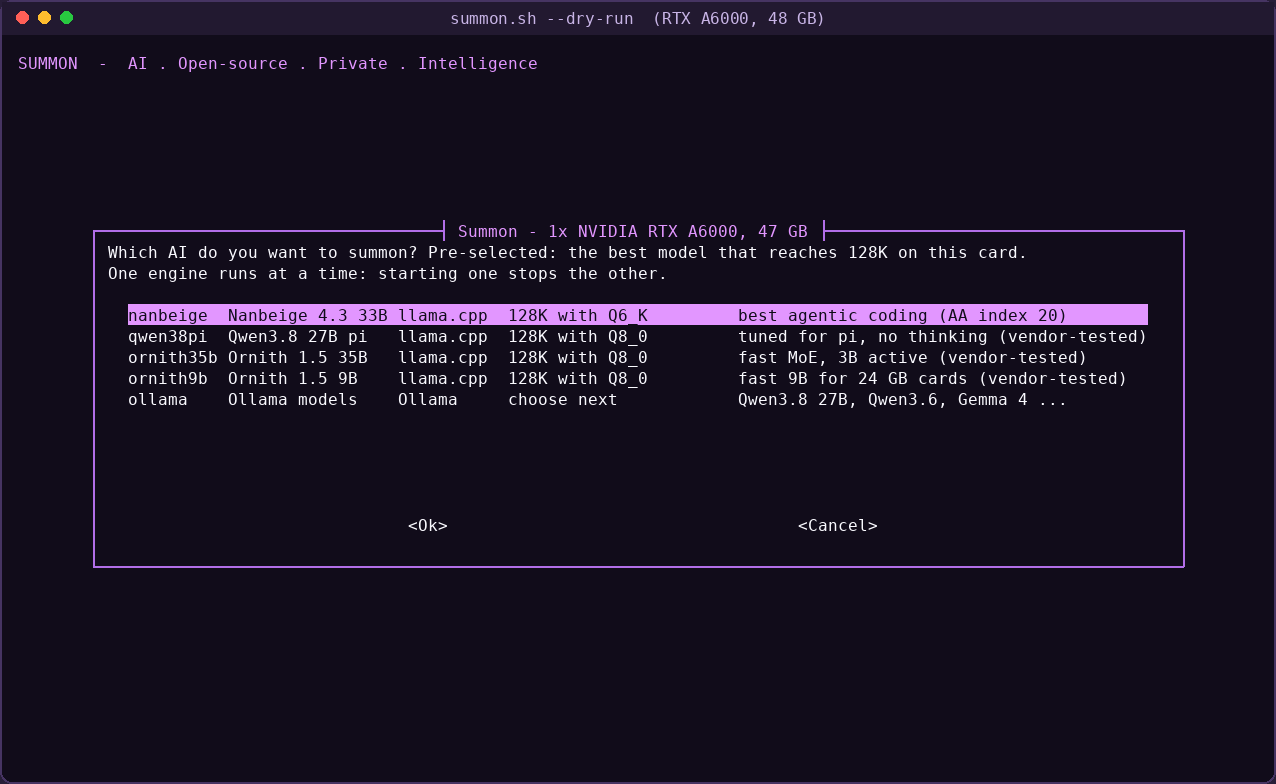 summon.sh --dry-run  (RTX A6000, 48 GB)
SUMMON  -  AI . Open-source . Private . Intelligence
Summon - 1x NVIDIA RTX A6000, 47 GB
Which AI do you want to summon? Pre-selected: the best model that reaches 128K on this card.
One engine runs at a time: starting one stops the other.
nanbeige  Nanbeige 4.3 33B llama.cpp  128K with Q6_K         best agentic coding (AA index 20)
qwen38pi  Qwen3.8 27B pi   llama.cpp  128K with Q8_0         tuned for pi, no thinking (vendor-tested)
ornith35b Ornith 1.5 35B   llama.cpp  128K with Q8_0         fast MoE, 3B active (vendor-tested)
ornith9b  Ornith 1.5 9B    llama.cpp  128K with Q8_0         fast 9B for 24 GB cards (vendor-tested)
ollama    Ollama models    Ollama     choose next            Qwen3.8 27B, Qwen3.6, Gemma 4 ...
<Ok>                                   <Cancel>